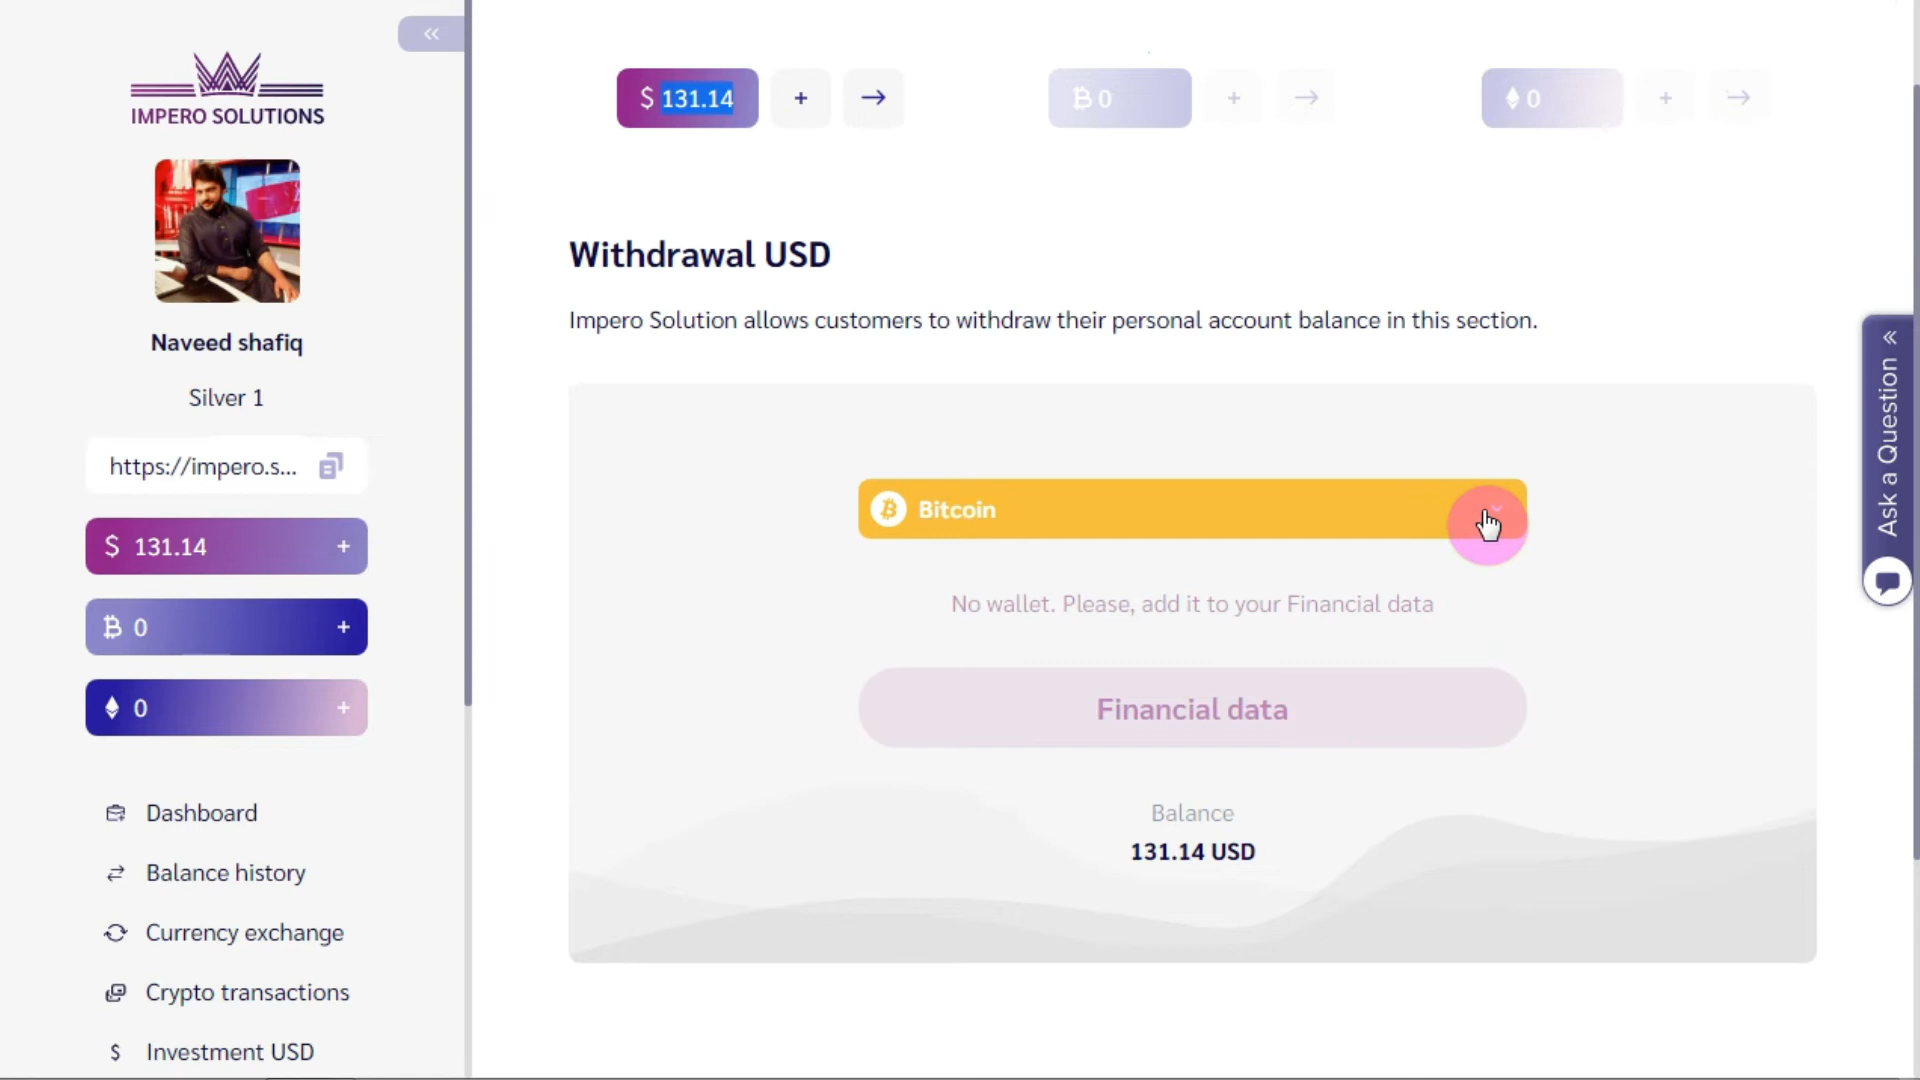 IMPERO SOLUTIONS
Naveed shafiq
Silver 1
https://impero.s...
$ 131.14 +
₿ 0 +
0 +
Dashboard
Balance history
Currency exchange
Crypto transactions
$ Investment USD
$ 131.14 + →
₿ 0 + →
0 + →
Withdrawal USD
Impero Solution allows customers to withdraw their personal account balance in this section.
Bitcoin
No wallet. Please, add it to your Financial data
Financial data
Balance
131.14 USD
Ask a Question